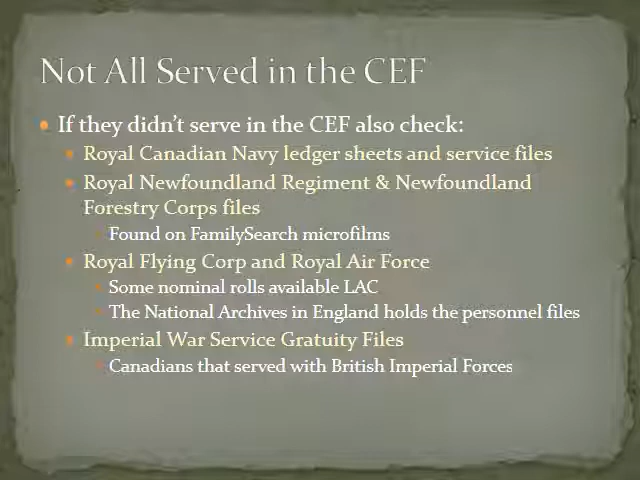 Not All Served in the CEF
If they didn't serve in the CEF also check:
Royal Canadian Navy ledger sheets and service files
Royal Newfoundland Regiment & Newfoundland
Forestry Corps files
Found on FamilySearch microfilms
Royal Flying Corp and Royal Air Force
Some nominal rolls available LAC
The National Archives in England holds the personnel files
Imperial War Service Gratuity Files
Canadians that served with British Imperial Forces